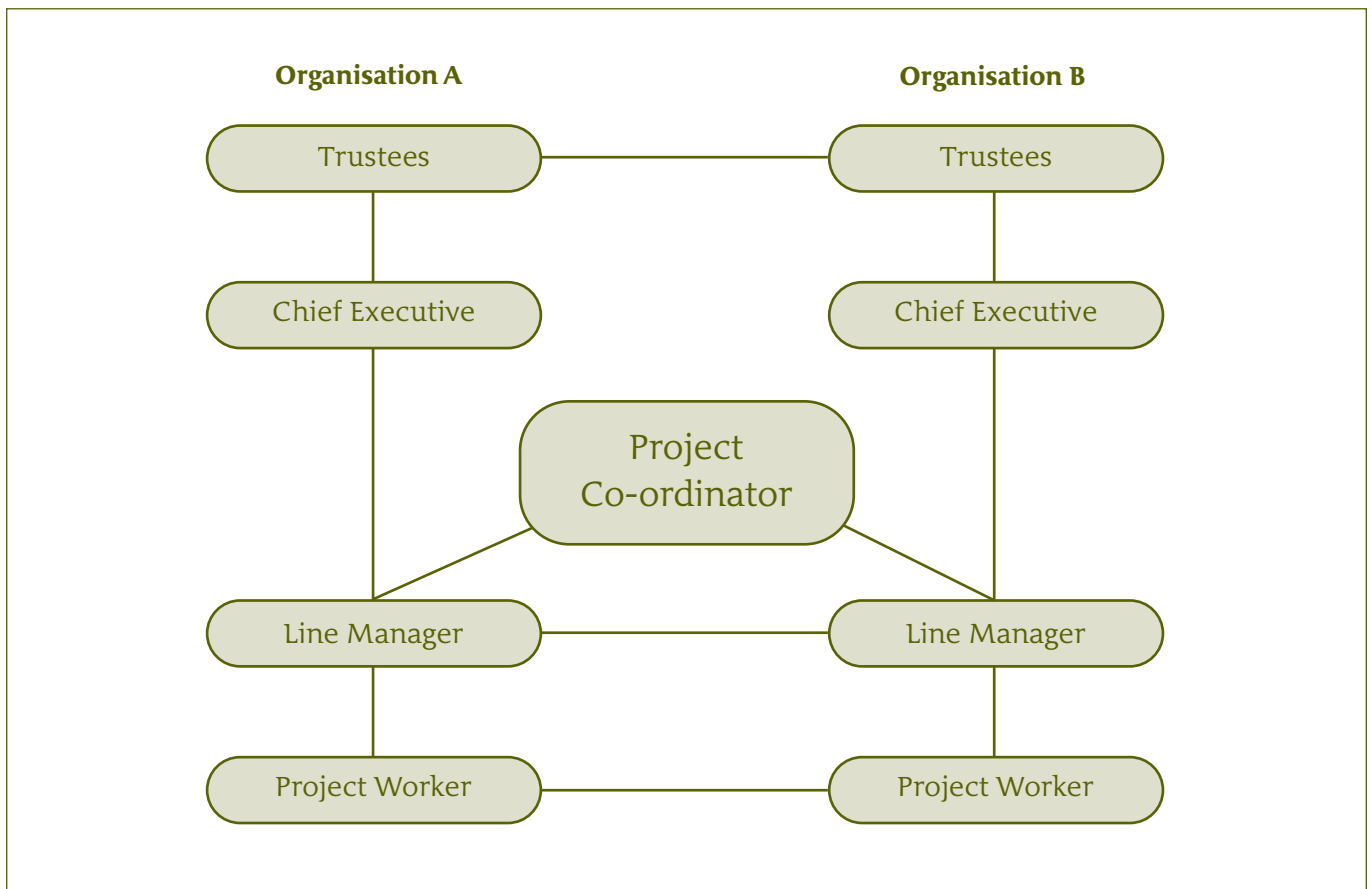 Organisation A
Organisation B
Trustees
Trustees
Chief Executive
Chief Executive
Project
Co-ordinator
Line Manager
Line Manager
Project Worker
Project Worker